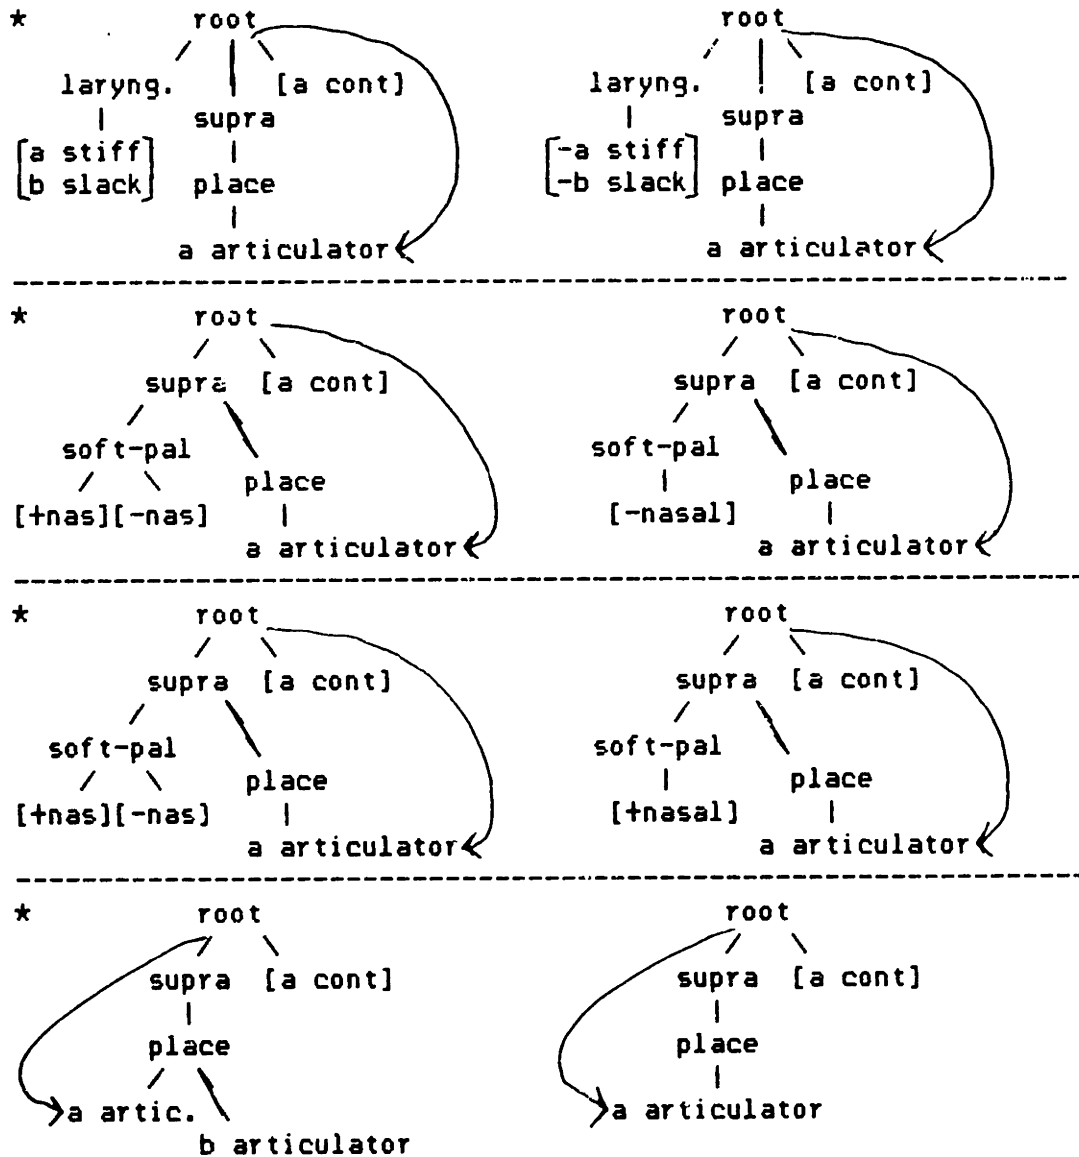 * root root
laryng. [a cont] laryng. [a cont]
supra supra
[a stiff] [-a stiff]
[b slack] place [-b slack] place
a articulator a articulator
* root root
supra [a cont] supra [a cont]
soft-pal soft-pal
place place
[+nas][-nas] [-nasal]
a articulator a articulator
* root root
supra [a cont] supra [a cont]
soft-pal soft-pal
place place
[+nas][-nas] [+nasal]
a articulator a articulator
* root root
supra [a cont] supra [a cont]
place place
a artic. a articulator
b articulator